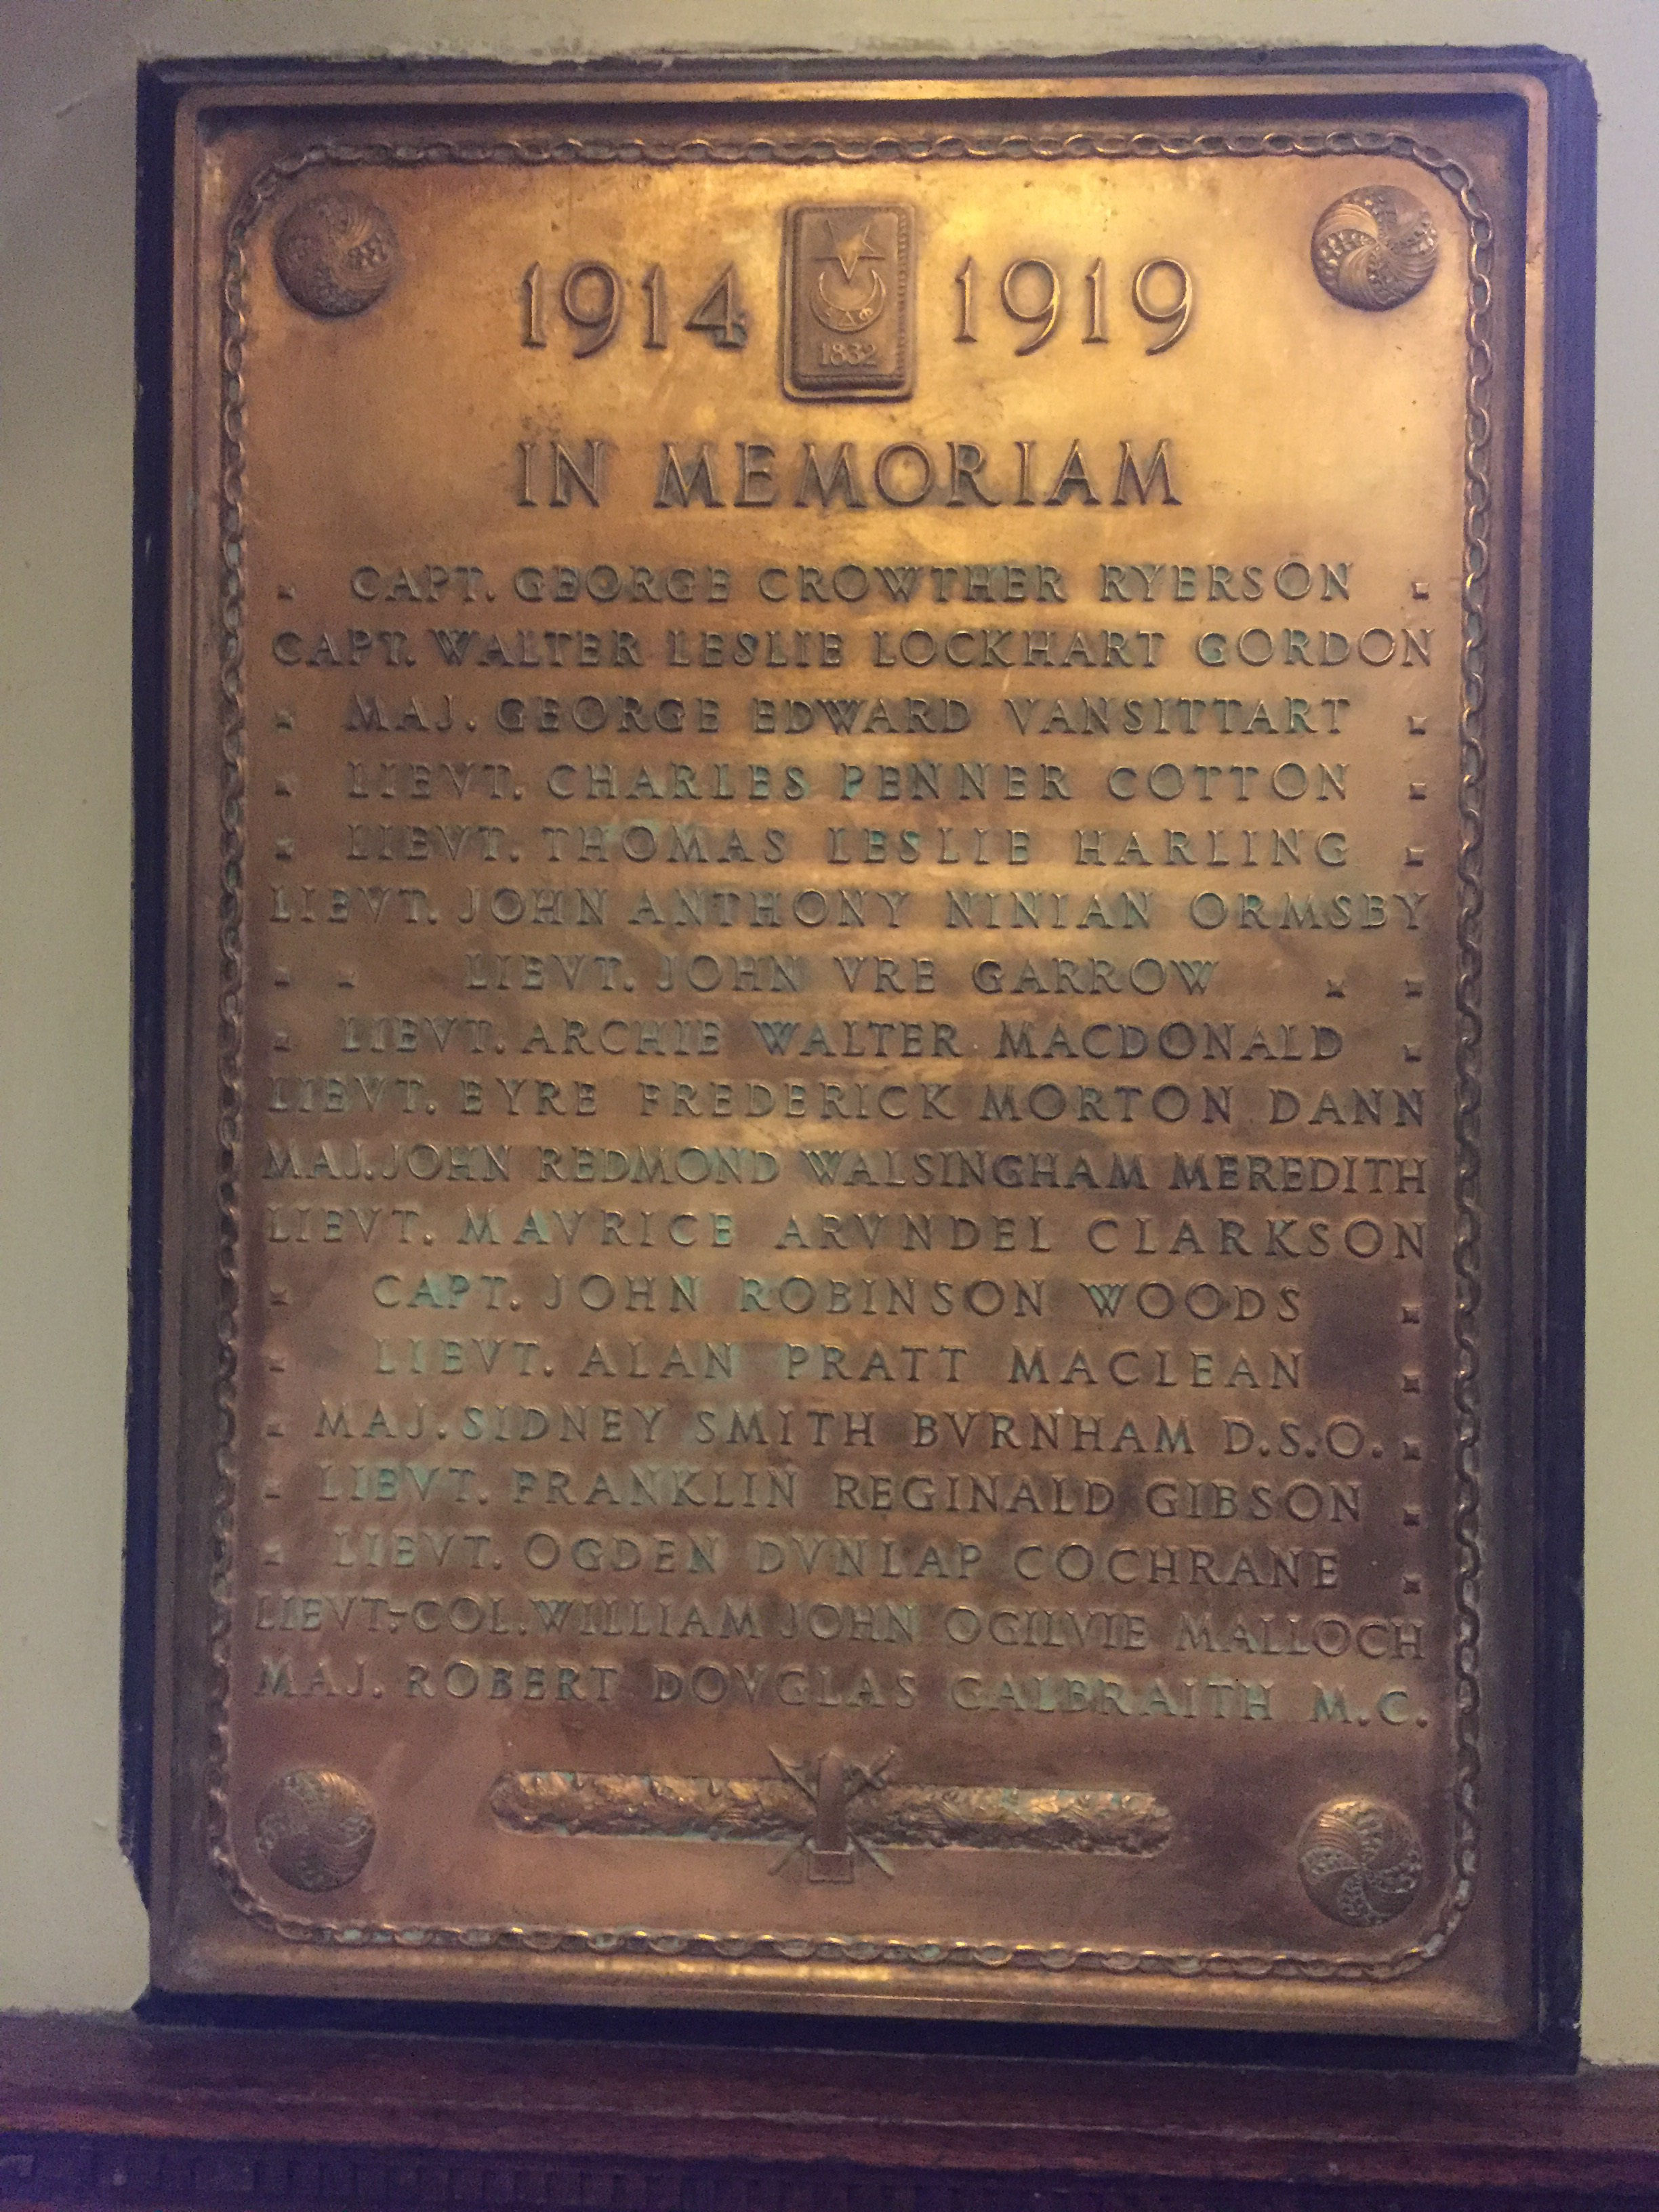 1914 1919
ΑΔΦ
1832
IN MEMORIAM
CAPT. GEORGE CROWTHER RYERSON
CAPT. WALTER LESLIE LOCKHART GORDON
MAJ. GEORGE EDWARD VANSITTART
LIEVT. CHARLES PENNER COTTON
LIEVT. THOMAS LESLIE HARLING
LIEVT. JOHN ANTHONY NINIAN ORMSBY
LIEVT. JOHN VRE GARROW
LIEVT. ARCHIE WALTER MACDONALD
LIEVT. EYRE FREDERICK MORTON DANN
MAJ. JOHN REDMOND WALSINGHAM MEREDITH
LIEVT. MAVRICE ARVNDEL CLARKSON
CAPT. JOHN ROBINSON WOODS
LIEVT. ALAN PRATT MACLEAN
MAJ. SIDNEY SMITH BVRNHAM D.S.O.
LIEVT. FRANKLIN REGINALD GIBSON
LIEVT. OGDEN DVNLAP COCHRANE
LIEVT-COL. WILLIAM JOHN OGILVIE MALLOCH
MAJ. ROBERT DOVGLAS GALBRAITH M.C.